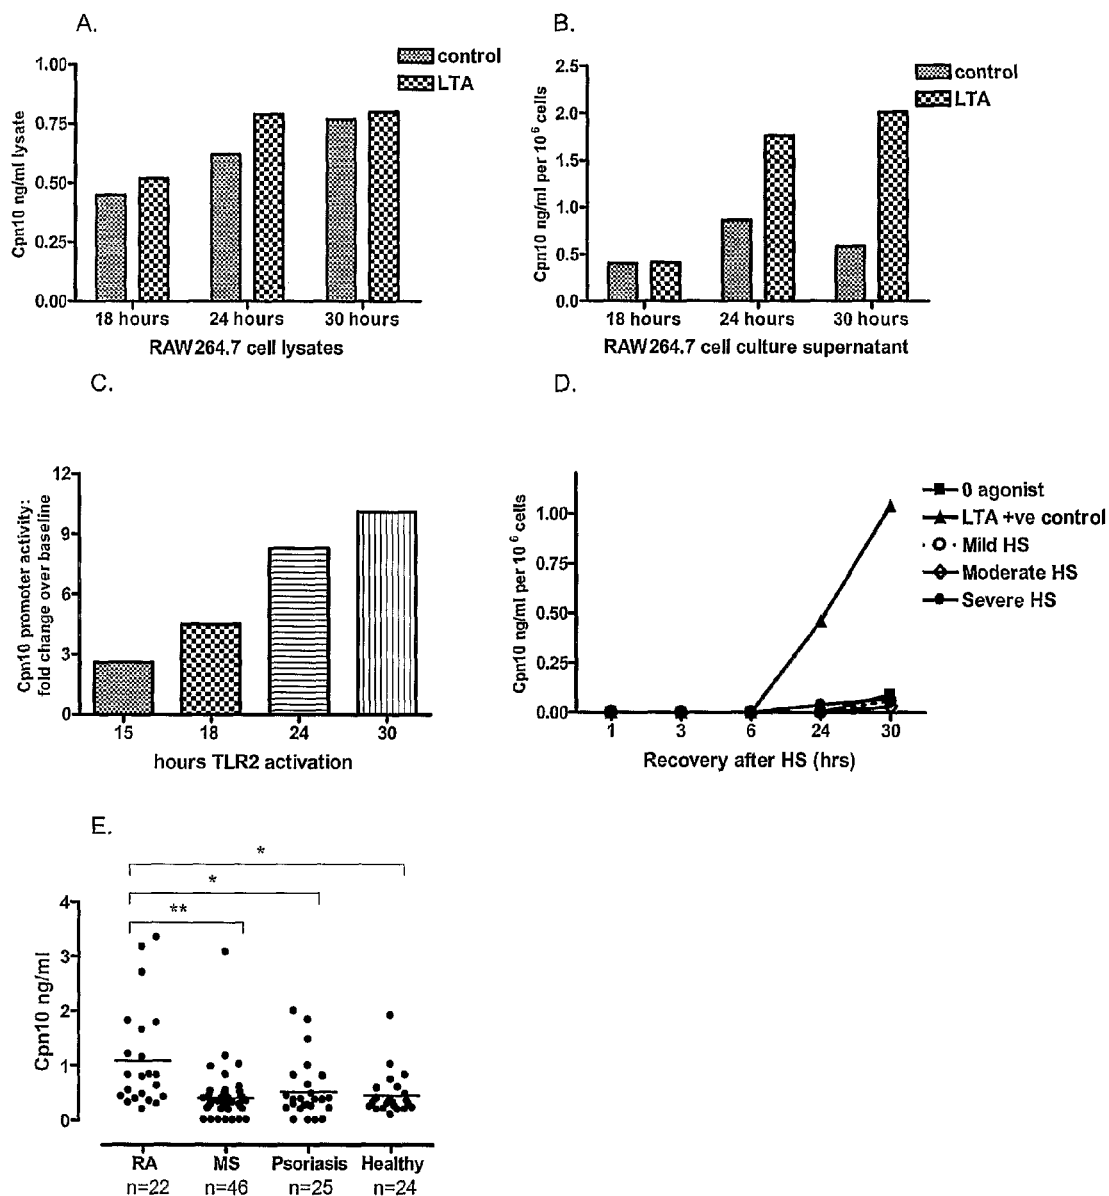 A.
control
LTA
1.00
0.75
0.50
0.25
0.00
Cpn10 ng/ml lysate
18 hours 24 hours 30 hours
RAW264.7 cell lysates
B.
control
LTA
2.5
2.0
1.5
1.0
0.5
0.0
Cpn10 ng/ml per 10⁶ cells
18 hours 24 hours 30 hours
RAW264.7 cell culture supernatant
C.
12
9
6
3
0
Cpn10 promoter activity:
fold change over baseline
15 18 24 30
hours TLR2 activation
D.
0 agonist
LTA +ve control
Mild HS
Moderate HS
Severe HS
1.00
0.75
0.50
0.25
0.00
Cpn10 ng/ml per 10⁶ cells
1 3 6 24 30
Recovery after HS (hrs)
E.
*
*
**
4
3
2
1
0
Cpn10 ng/ml
RA MS Psoriasis Healthy
n=22 n=46 n=25 n=24